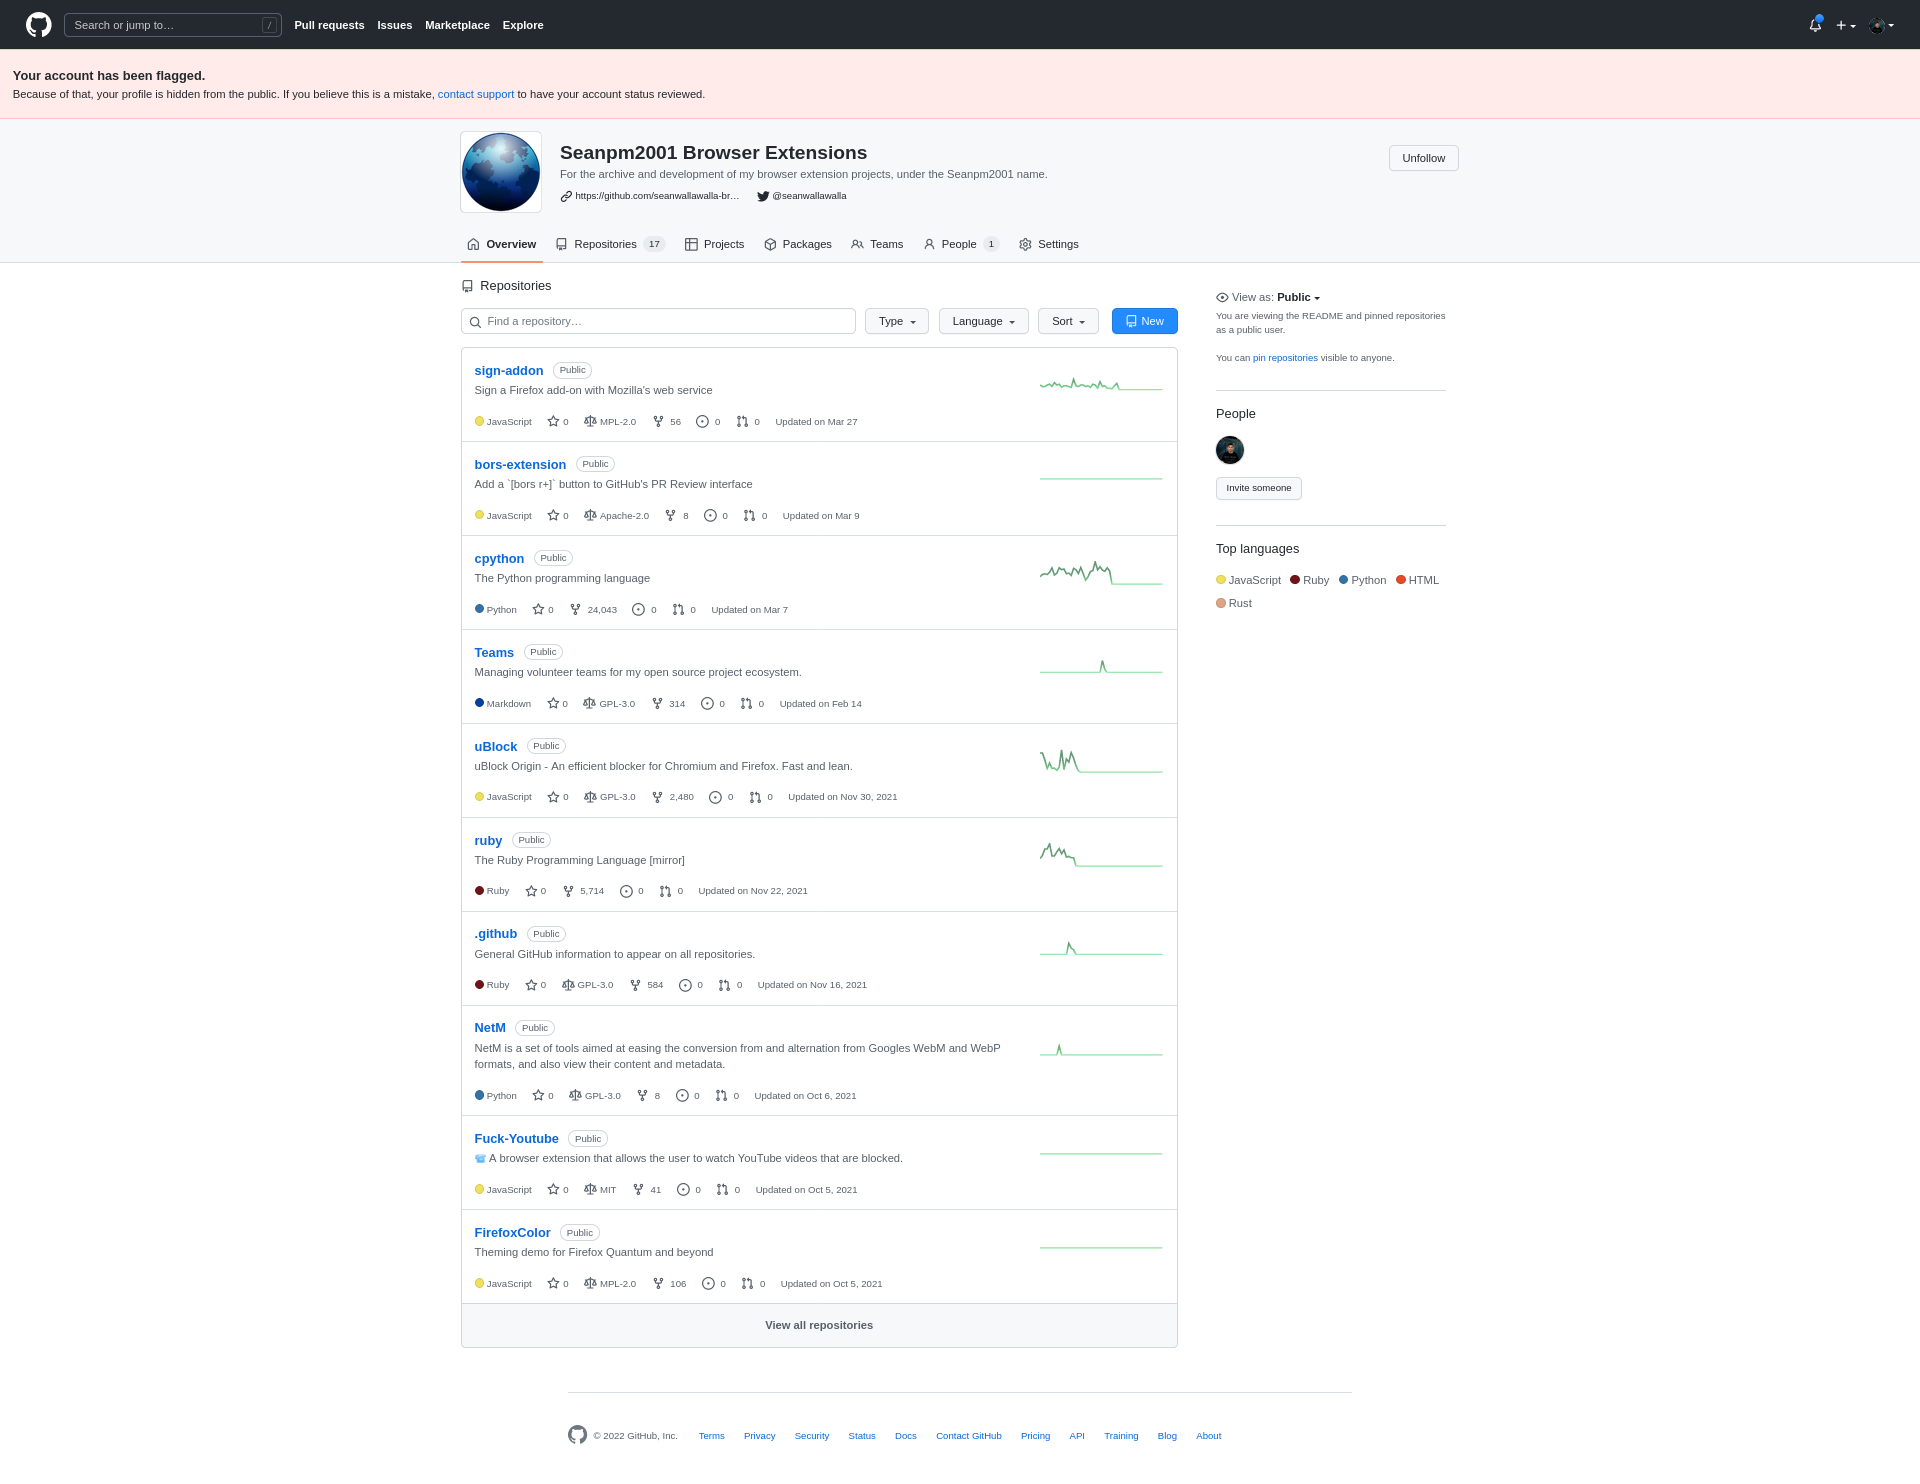 Search or jump to…
/
Pull requests Issues Marketplace Explore
Your account has been flagged.
Because of that, your profile is hidden from the public. If you believe this is a mistake, contact support to have your account status reviewed.
Seanpm2001 Browser Extensions
Unfollow
For the archive and development of my browser extension projects, under the Seanpm2001 name.
https://github.com/seanwallawalla-br… @seanwallawalla
Overview Repositories 17 Projects Packages Teams People 1 Settings
Repositories
Find a repository… Type Language Sort New
sign-addon Public
Sign a Firefox add-on with Mozilla's web service
JavaScript 0 MPL-2.0 56 0 0 Updated on Mar 27
bors-extension Public
Add a `[bors r+]` button to GitHub's PR Review interface
JavaScript 0 Apache-2.0 8 0 0 Updated on Mar 9
cpython Public
The Python programming language
Python 0 24,043 0 0 Updated on Mar 7
Teams Public
Managing volunteer teams for my open source project ecosystem.
Markdown 0 GPL-3.0 314 0 0 Updated on Feb 14
uBlock Public
uBlock Origin - An efficient blocker for Chromium and Firefox. Fast and lean.
JavaScript 0 GPL-3.0 2,480 0 0 Updated on Nov 30, 2021
ruby Public
The Ruby Programming Language [mirror]
Ruby 0 5,714 0 0 Updated on Nov 22, 2021
.github Public
General GitHub information to appear on all repositories.
Ruby 0 GPL-3.0 584 0 0 Updated on Nov 16, 2021
NetM Public
NetM is a set of tools aimed at easing the conversion from and alternation from Googles WebM and WebP
formats, and also view their content and metadata.
Python 0 GPL-3.0 8 0 0 Updated on Oct 6, 2021
Fuck-Youtube Public
A browser extension that allows the user to watch YouTube videos that are blocked.
JavaScript 0 MIT 41 0 0 Updated on Oct 5, 2021
FirefoxColor Public
Theming demo for Firefox Quantum and beyond
JavaScript 0 MPL-2.0 106 0 0 Updated on Oct 5, 2021
View all repositories
View as: Public
You are viewing the README and pinned repositories
as a public user.
You can pin repositories visible to anyone.
People
Invite someone
Top languages
JavaScript Ruby Python HTML
Rust
© 2022 GitHub, Inc. Terms Privacy Security Status Docs Contact GitHub Pricing API Training Blog About